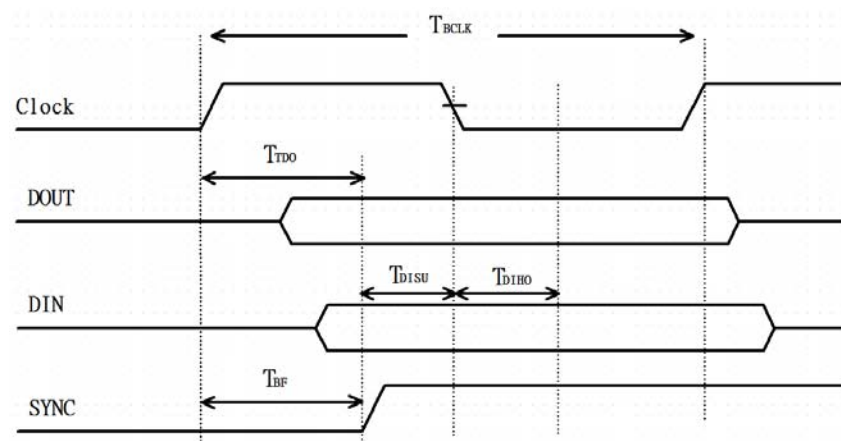 TBCLK
Clock
TTDO
DOUT
TDISU TDIHO
DIN
TBF
SYNC